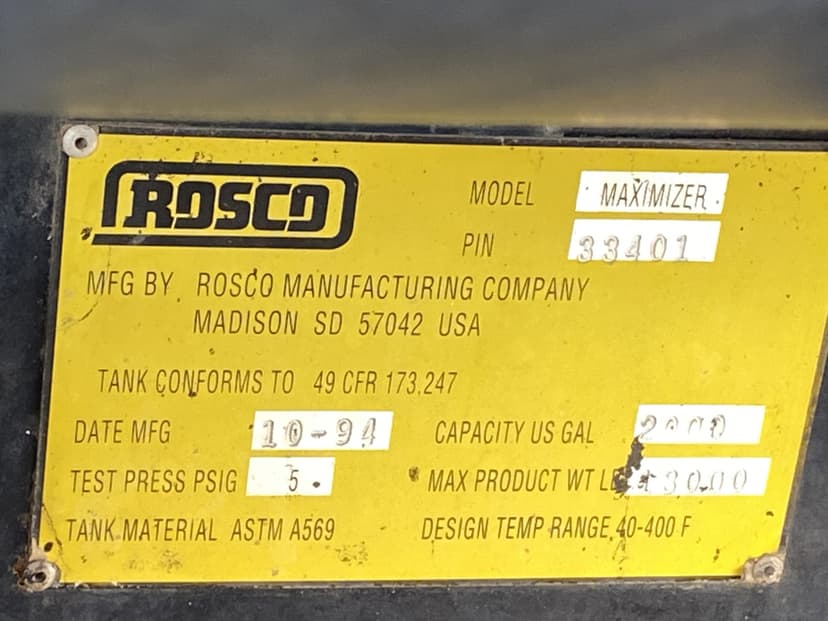 ROSCO
MODEL MAXIMIZER
PIN 33401
MFG BY ROSCO MANUFACTURING COMPANY
MADISON SD 57042 USA
TANK CONFORMS TO 49 CFR 173.247
DATE MFG 10-94 CAPACITY US GAL 2000
TEST PRESS PSIG 5 MAX PRODUCT WT
TANK MATERIAL ASTM A569 DESIGN TEMP RANGE 40-400 F